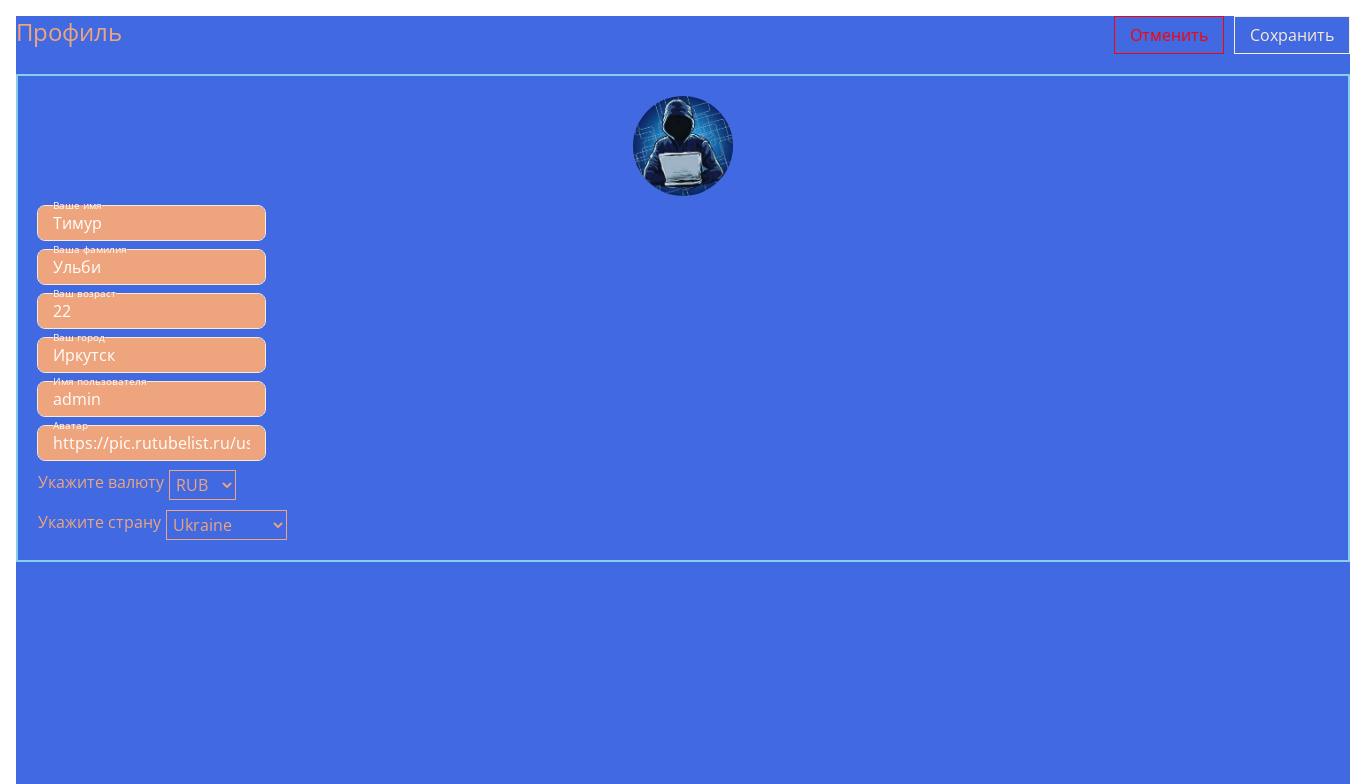 Профиль
Отменить
Сохранить
Ваше имя
Тимур
Ваша фамилия
Ульби
Ваш возраст
22
Ваш город
Иркутск
Имя пользователя
admin
Аватар
https://pic.rutubelist.ru/us
Укажите валюту RUB
Укажите страну Ukraine